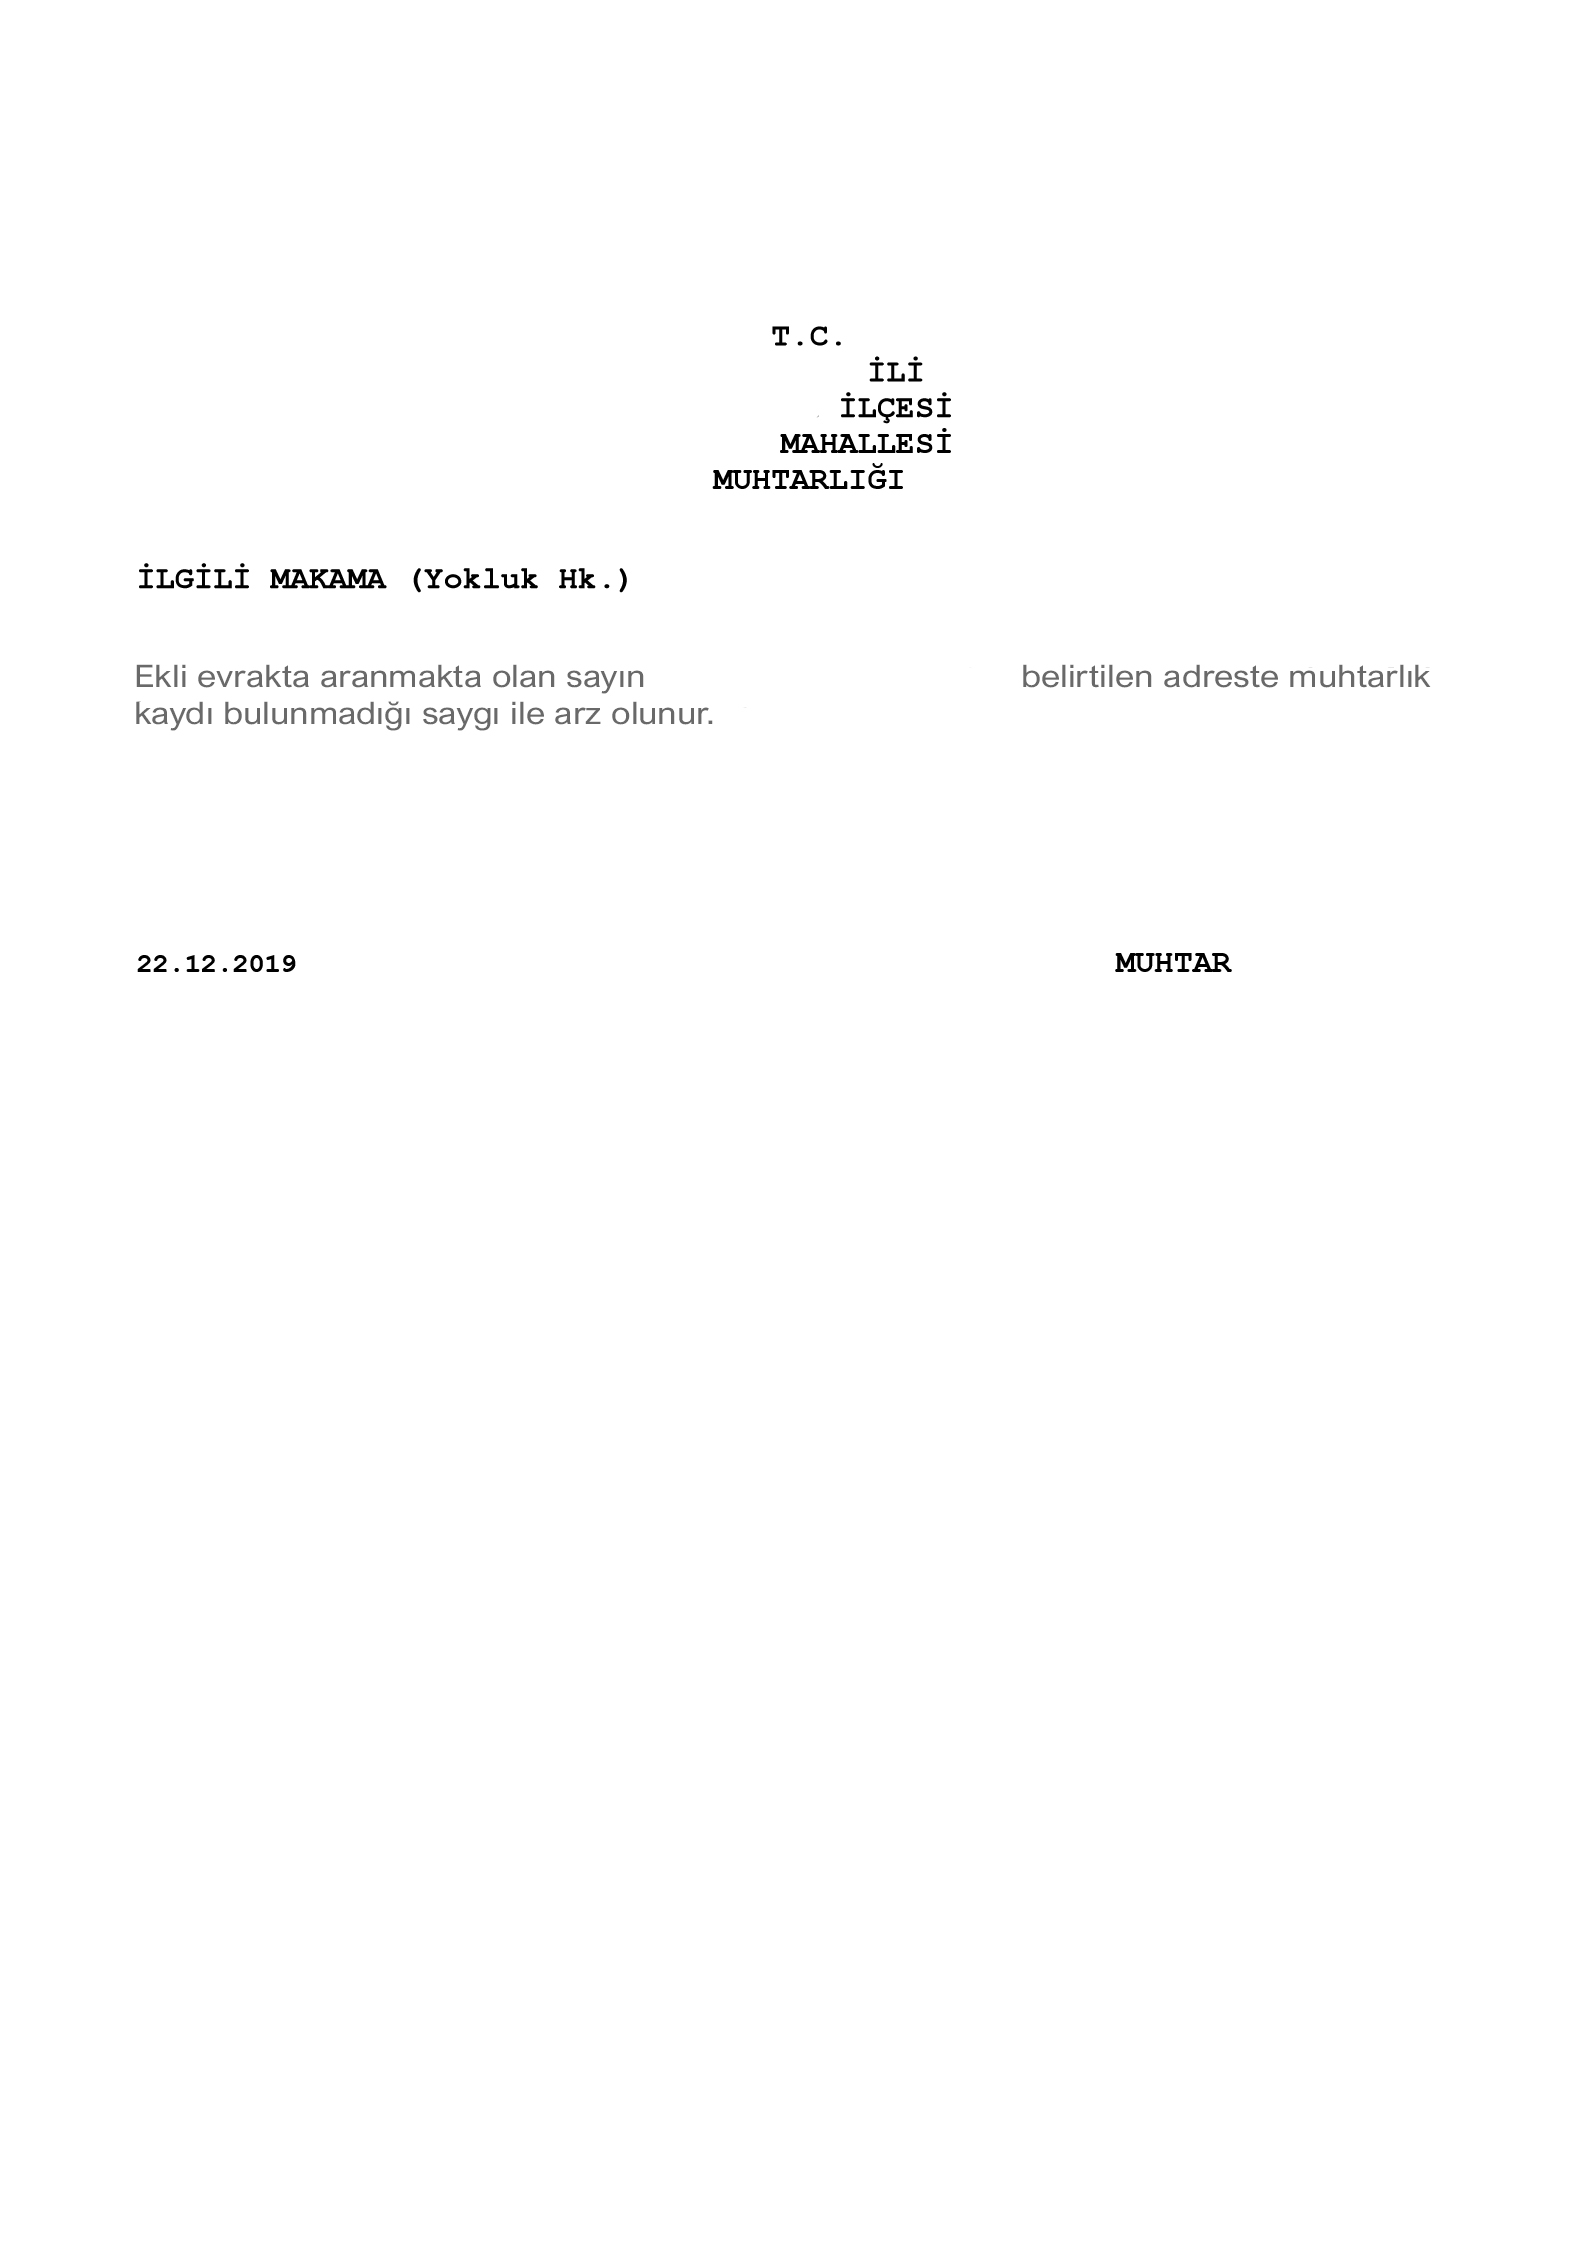 T.C.
İLİ
İLÇESİ
MAHALLESİ
MUHTARLIĞI
İLGİLİ MAKAMA (Yokluk Hk.)
Ekli evrakta aranmakta olan sayın belirtilen adreste muhtarlık
kaydı bulunmadığı saygı ile arz olunur.
22.12.2019 MUHTAR